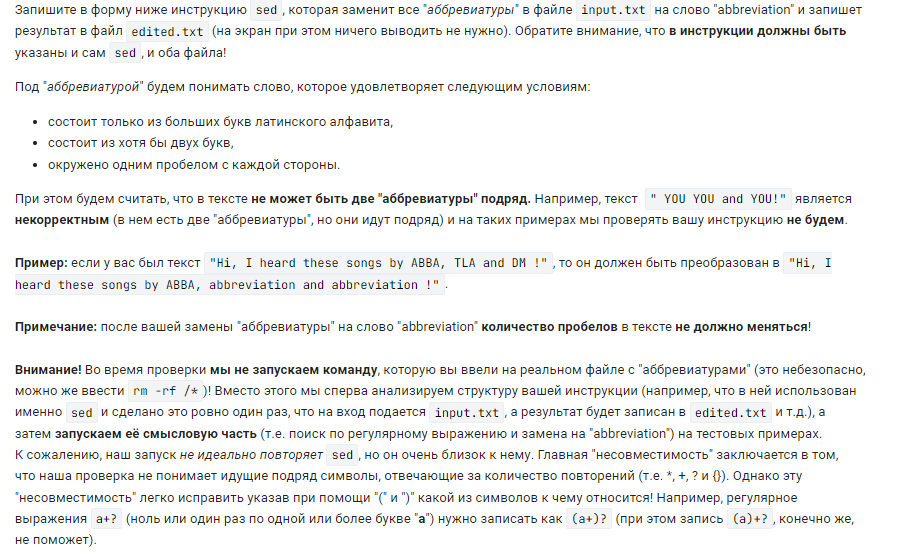 Запишите в форму ниже инструкцию sed, которая заменит все "аббревиатуры" в файле input.txt на слово "abbreviation" и запишет
результат в файл edited.txt (на экран при этом ничего выводить не нужно). Обратите внимание, что в инструкции должны быть
указаны и сам sed, и оба файла!
Под "аббревиатурой" будем понимать слово, которое удовлетворяет следующим условиям:
• состоит только из больших букв латинского алфавита,
• состоит из хотя бы двух букв,
• окружено одним пробелом с каждой стороны.
При этом будем считать, что в тексте не может быть две "аббревиатуры" подряд. Например, текст " YOU YOU and YOU!" является
некорректным (в нем есть две "аббревиатуры", но они идут подряд) и на таких примерах мы проверять вашу инструкцию не будем.
Пример: если у вас был текст "Hi, I heard these songs by ABBA, TLA and DM !", то он должен быть преобразован в "Hi, I
heard these songs by ABBA, abbreviation and abbreviation !".
Примечание: после вашей замены "аббревиатуры" на слово "abbreviation" количество пробелов в тексте не должно меняться!
Внимание! Во время проверки мы не запускаем команду, которую вы ввели на реальном файле с "аббревиатурами" (это небезопасно,
можно же ввести rm -rf /*)! Вместо этого мы сперва анализируем структуру вашей инструкции (например, что в ней использован
именно sed и сделано это ровно один раз, что на вход подается input.txt, а результат будет записан в edited.txt и т.д.), а
затем запускаем её смысловую часть (т.е. поиск по регулярному выражению и замена на "abbreviation") на тестовых примерах.
К сожалению, наш запуск не идеально повторяет sed, но он очень близок к нему. Главная "несовместимость" заключается в том,
что наша проверка не понимает идущие подряд символы, отвечающие за количество повторений (т.е. *, +, ? и {}). Однако эту
"несовместимость" легко исправить указав при помощи "(" и ")" какой из символов к чему относится! Например, регулярное
выражения a+? (ноль или один раз по одной или более букве "a") нужно записать как (a+)? (при этом запись (a)+?, конечно же,
не поможет).